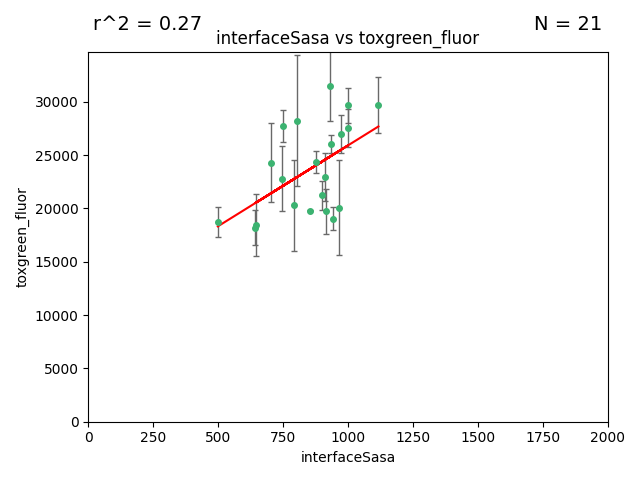 r^2 = 0.27
N = 21
interfaceSasa vs toxgreen_fluor
30000
25000
20000
15000
10000
5000
0
toxgreen_fluor
0 250 500 750 1000 1250 1500 1750 2000
interfaceSasa